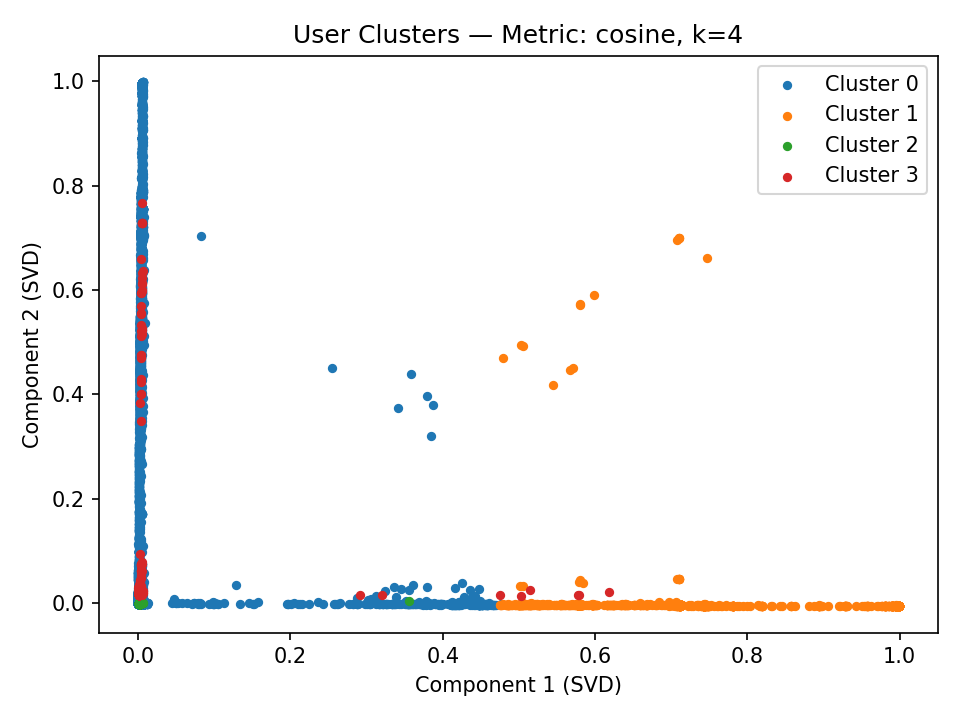 User Clusters — Metric: cosine, k=4
Cluster 0
Cluster 1
Cluster 2
Cluster 3
Component 2 (SVD)
1.0
0.8
0.6
0.4
0.2
0.0
0.0 0.2 0.4 0.6 0.8 1.0
Component 1 (SVD)